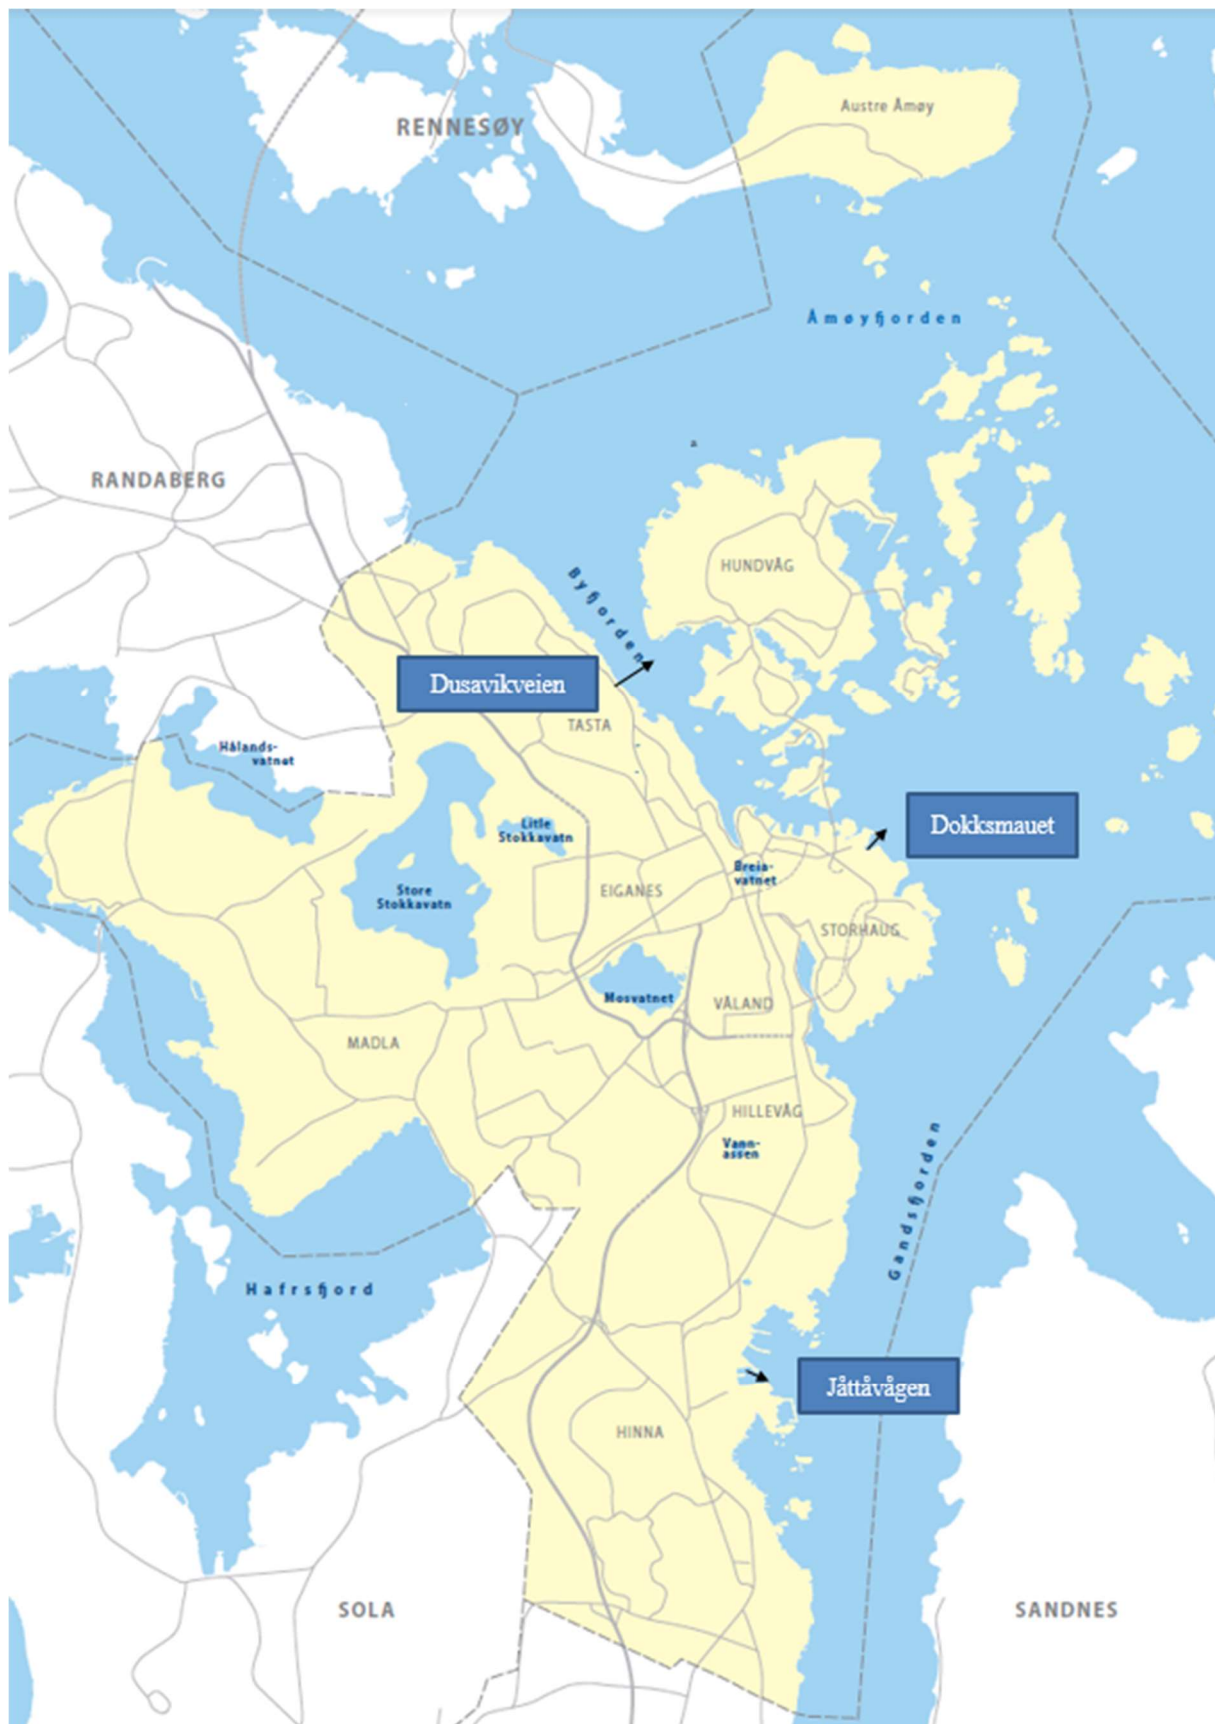 Austre Åmøy
RENNESØY
Åmøyfjorden
RANDABERG
HUNDVÅG
Byfjorden
Dusavikveien
TASTA
Hålands-
vatnet
Dokksmauet
Litle
Stokkavatn
Breia-
vatnet
Store
Stokkavatn
EIGANES
STORHAUG
Mosvatnet
VÅLAND
MADLA
HILLEVÅG
Vann-
assen
Gandsfjorden
Hafrsfjord
Jåttåvågen
HINNA
SOLA
SANDNES